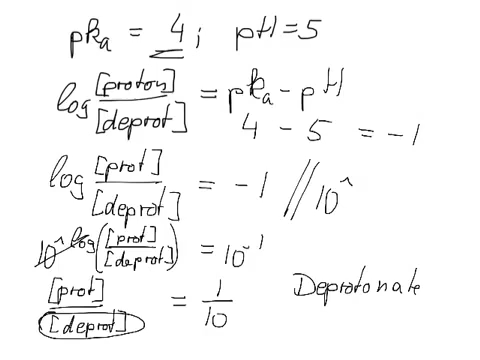 pka = 4; pH = 5
log [proton]/[deprot] = pka - pH
4 - 5 = -1
log [prot]/[deprot] = -1 // 10^
10^ log([prot]/[deprot]) = 10^-1
[prot]/[deprot] = 1/10 Deprotonate